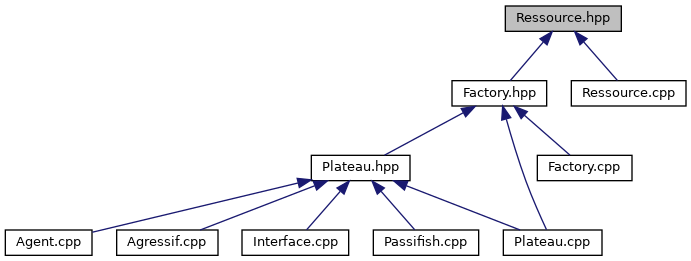 Ressource.hpp
Factory.hpp
Ressource.cpp
Plateau.hpp
Factory.cpp
Agent.cpp
Agressif.cpp
Interface.cpp
Passifish.cpp
Plateau.cpp